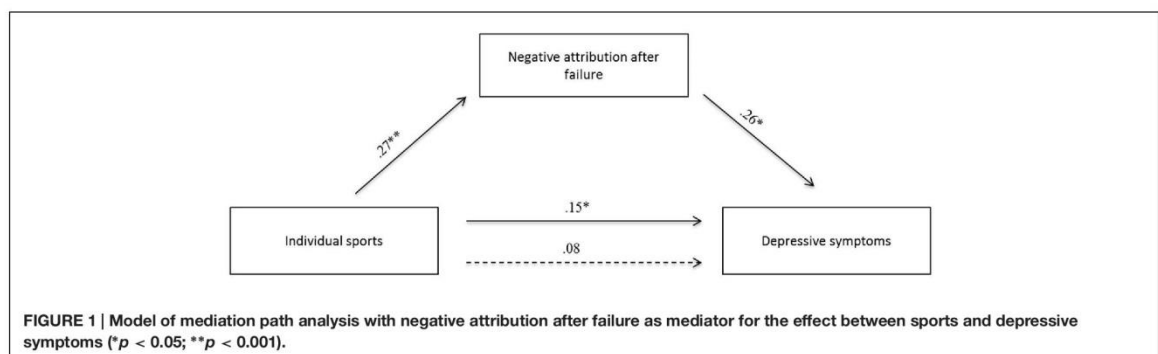 Negative attribution after
failure
.27**
.26*
.15*
Individual sports
Depressive symptoms
.08
FIGURE 1 | Model of mediation path analysis with negative attribution after failure as mediator for the effect between sports and depressive
symptoms (*p < 0.05; **p < 0.001).